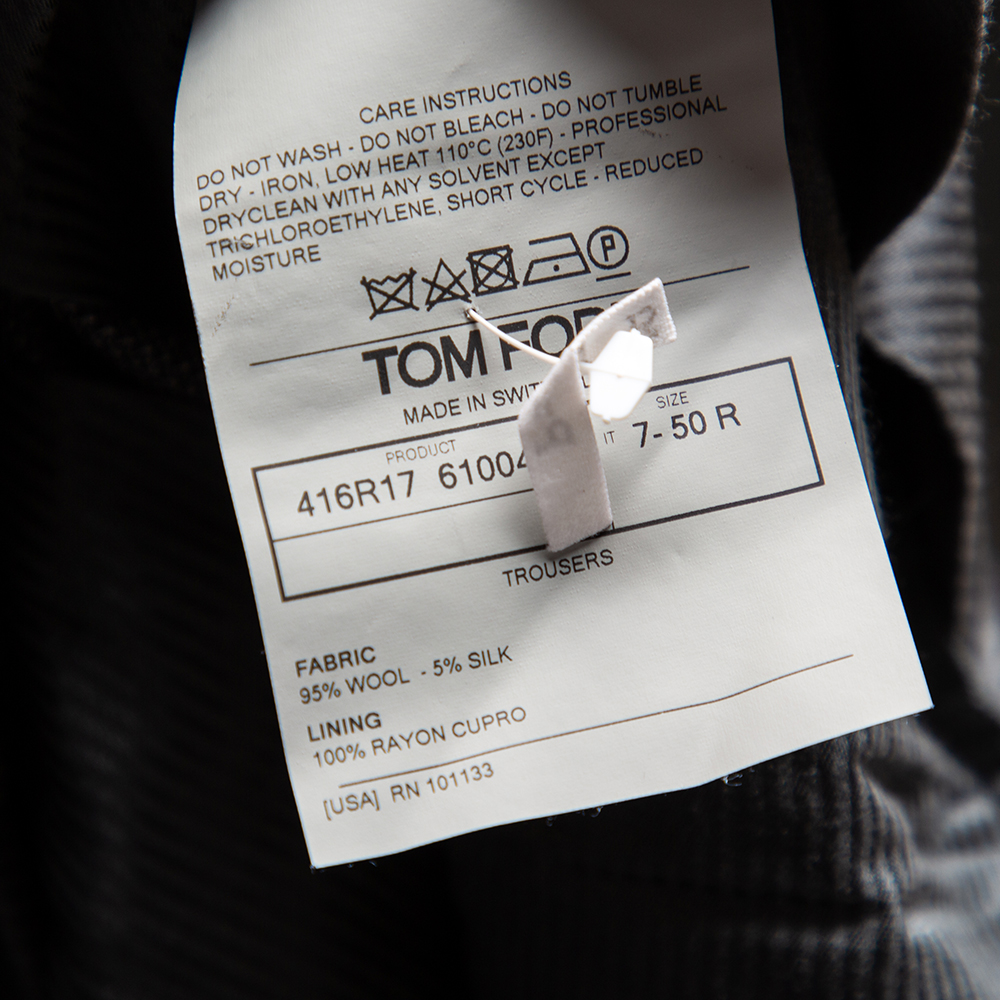 CARE INSTRUCTIONS
DO NOT WASH - DO NOT BLEACH - DO NOT TUMBLE
DRY - IRON, LOW HEAT 110°C (230F) - PROFESSIONAL
DRYCLEAN WITH ANY SOLVENT EXCEPT
TRICHLOROETHYLENE, SHORT CYCLE - REDUCED
MOISTURE
P
TOM
MADE IN
PRODUCT
SIZE
416R17
IT 7- 50 R
TROUSERS
FABRIC
95% WOOL - 5% SILK
LINING
100% RAYON CUPRO
[USA] RN 101133